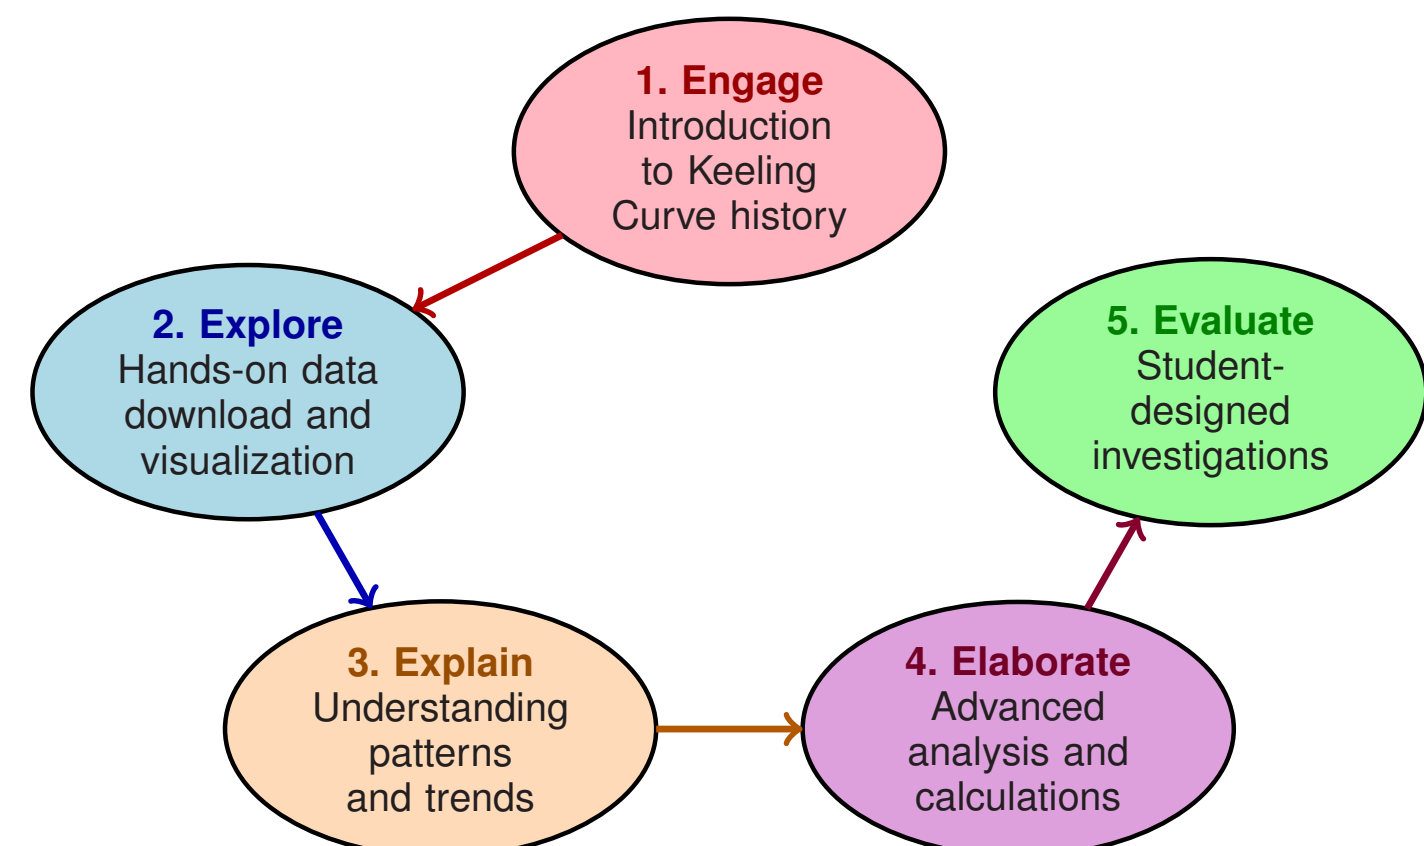 1. Engage
Introduction
to Keeling
Curve history
2. Explore
Hands-on data
download and
visualization
3. Explain
Understanding
patterns
and trends
4. Elaborate
Advanced
analysis and
calculations
5. Evaluate
Student-
designed
investigations